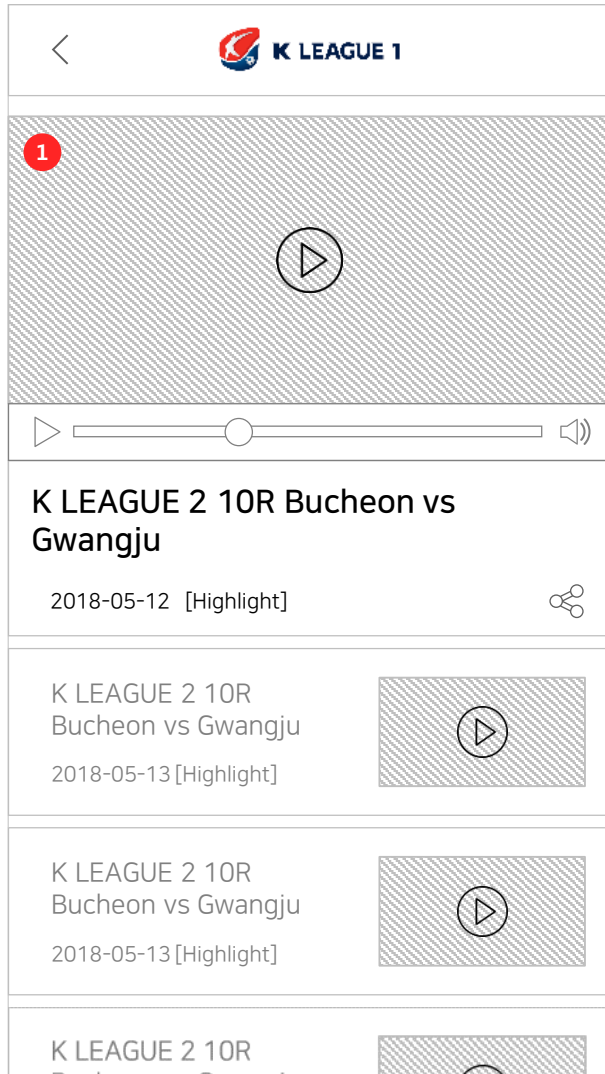 K LEAGUE 1
1
K LEAGUE 2 10R Bucheon vs
Gwangju
2018-05-12 [Highlight]
K LEAGUE 2 10R
Bucheon vs Gwangju
2018-05-13 [Highlight]
K LEAGUE 2 10R
Bucheon vs Gwangju
2018-05-13 [Highlight]
K LEAGUE 2 10R